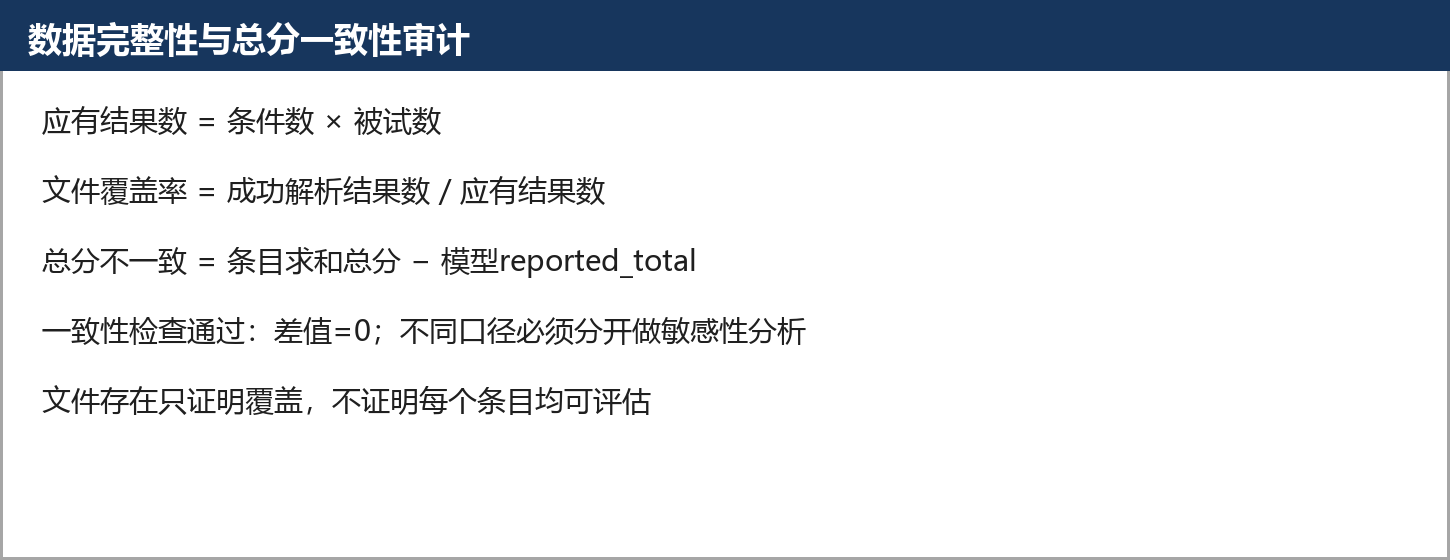 数据完整性与总分一致性审计
应有结果数 = 条件数 × 被试数
文件覆盖率 = 成功解析结果数 / 应有结果数
总分不一致 = 条目求和总分 − 模型reported_total
一致性检查通过：差值=0；不同口径必须分开做敏感性分析
文件存在只证明覆盖，不证明每个条目均可评估